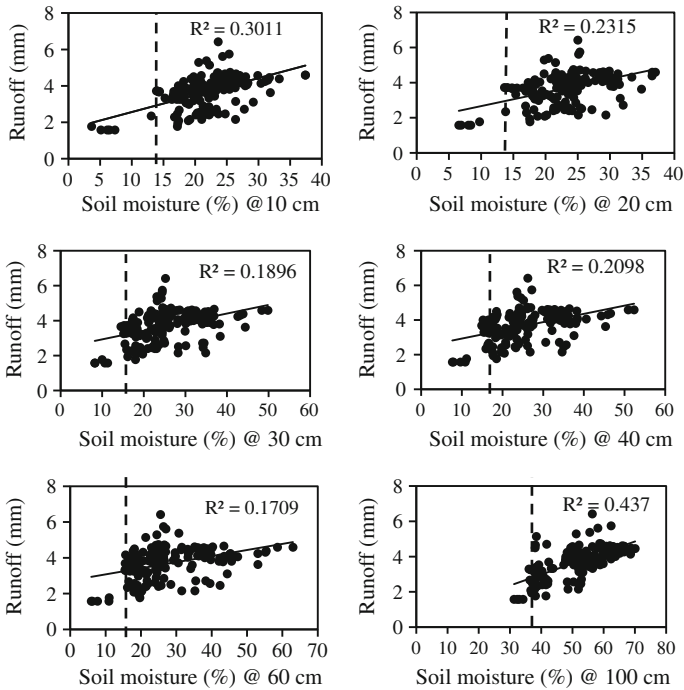 8
6
4
2
0
Runoff (mm)
R² = 0.3011
0 5 10 15 20 25 30 35 40
Soil moisture (%) @10 cm
8
6
4
2
0
Runoff (mm)
R² = 0.2315
0 5 10 15 20 25 30 35 40
Soil moisture (%) @ 20 cm
8
6
4
2
0
Runoff (mm)
R² = 0.1896
0 10 20 30 40 50 60
Soil moisture (%) @ 30 cm
8
6
4
2
0
Runoff (mm)
R² = 0.2098
0 10 20 30 40 50 60
Soil moisture (%) @ 40 cm
8
6
4
2
0
Runoff (mm)
R² = 0.1709
0 10 20 30 40 50 60 70
Soil moisture (%) @ 60 cm
8
6
4
2
0
Runoff (mm)
R² = 0.437
0 10 20 30 40 50 60 70 80
Soil moisture (%) @ 100 cm